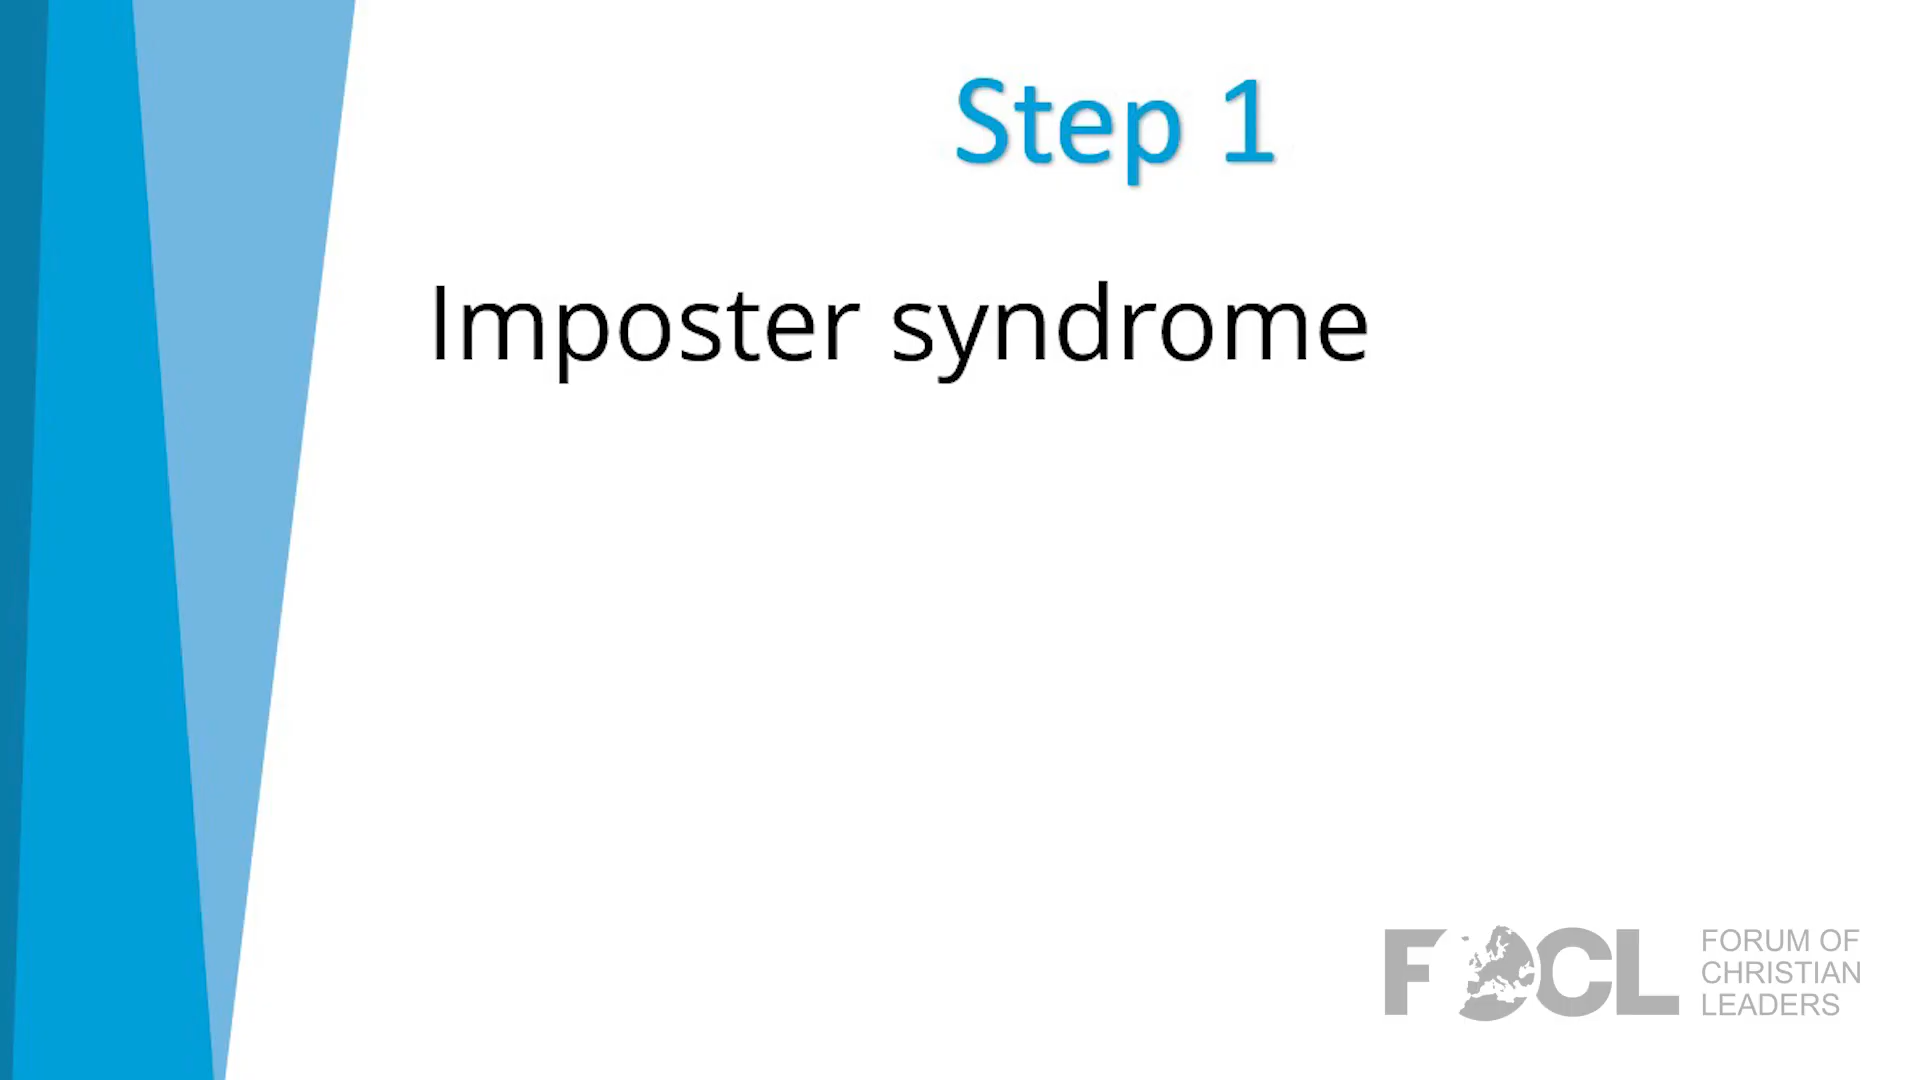 Step 1
Imposter syndrome
FOCL
FORUM OF
CHRISTIAN
LEADERS